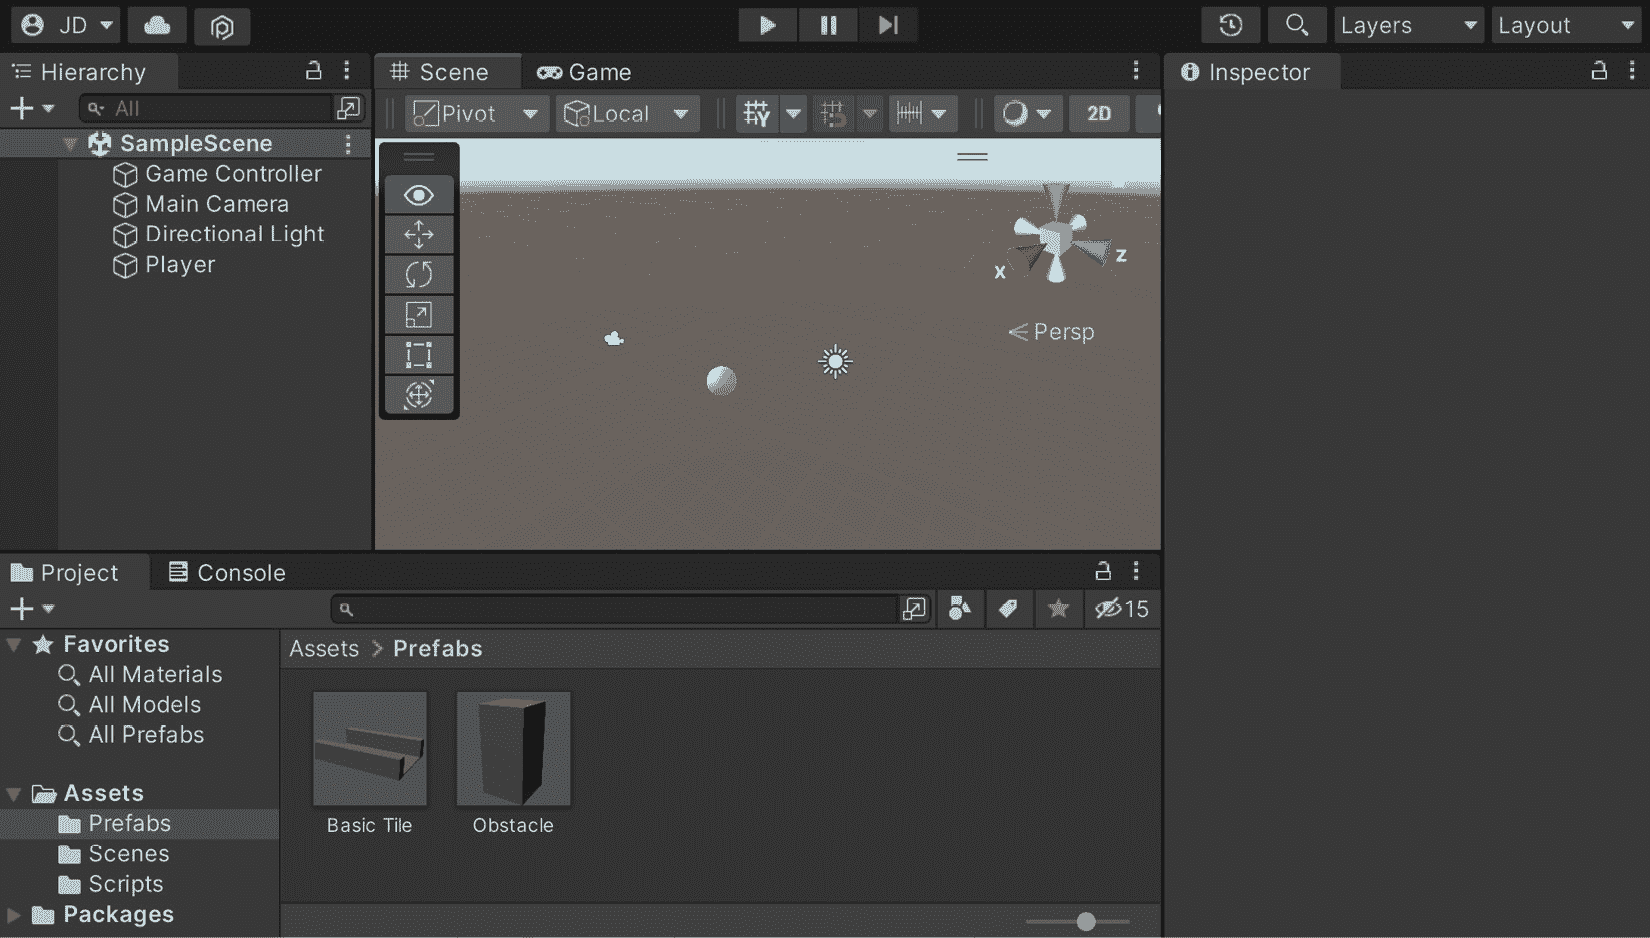 JD
Layers
Layout
Hierarchy
All
SampleScene
Game Controller
Main Camera
Directional Light
Player
Scene
Game
Pivot
Local
2D
x
z
Persp
Inspector
Project
Console
15
Favorites
All Materials
All Models
All Prefabs
Assets
Prefabs
Scenes
Scripts
Packages
Assets > Prefabs
Basic Tile
Obstacle